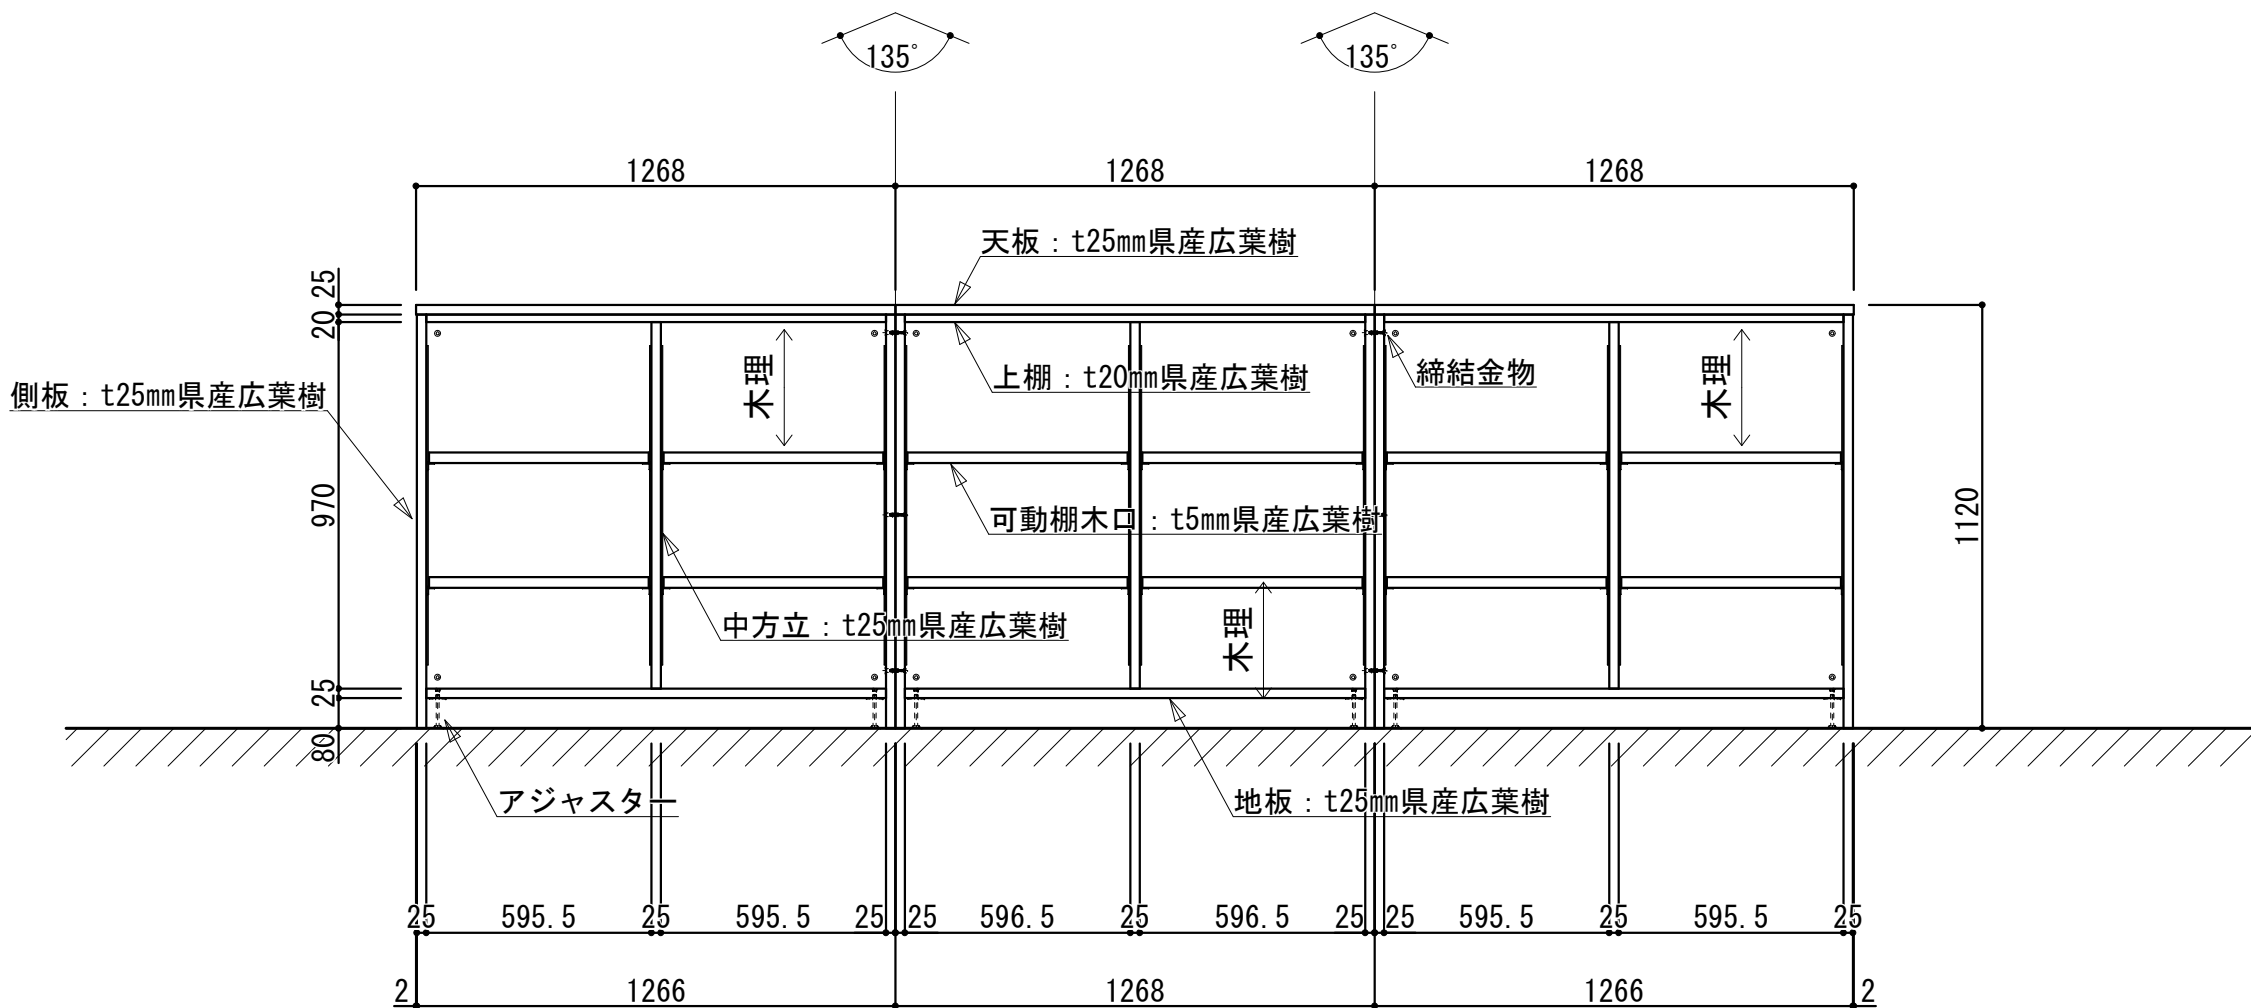 135°
135°
1268
1268
1268
天板：t25mm県産広葉樹
25
20
上棚：t20mm県産広葉樹
締結金物
木理
木理
側板：t25mm県産広葉樹
970
可動棚木口：t5mm県産広葉樹
1120
中方立：t25mm県産広葉樹
木理
25
80
アジャスター
地板：t25mm県産広葉樹
25 595.5 25 595.5 25 25 596.5 25 596.5 25 25 595.5 25 595.5 25
2 1266 1268 1266 2